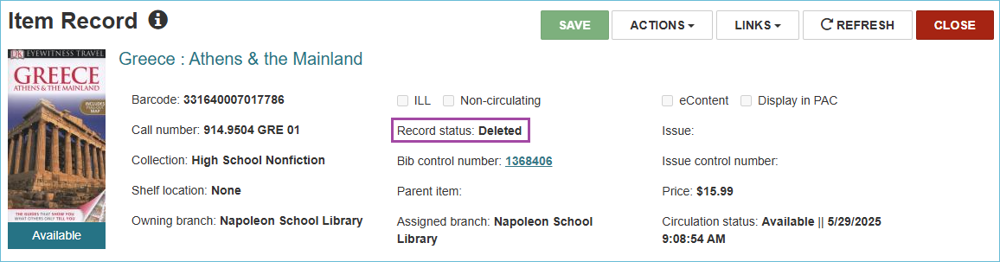 Item Record
SAVE
ACTIONS
LINKS
REFRESH
CLOSE
DK EYEWITNESS TRAVEL
GREECE
ATHENS & THE MAINLAND
INCLUDES
MAP
THE GUIDES THAT SHOW YOU
WHAT OTHERS ONLY TELL YOU
Available
Greece : Athens & the Mainland
Barcode: 331640007017786
ILL
Non-circulating
eContent
Display in PAC
Call number: 914.9504 GRE 01
Record status: Deleted
Issue:
Collection: High School Nonfiction
Bib control number: 1368406
Issue control number:
Shelf location: None
Parent item:
Price: $15.99
Owning branch: Napoleon School Library
Assigned branch: Napoleon School
Library
Circulation status: Available || 5/29/2025
9:08:54 AM